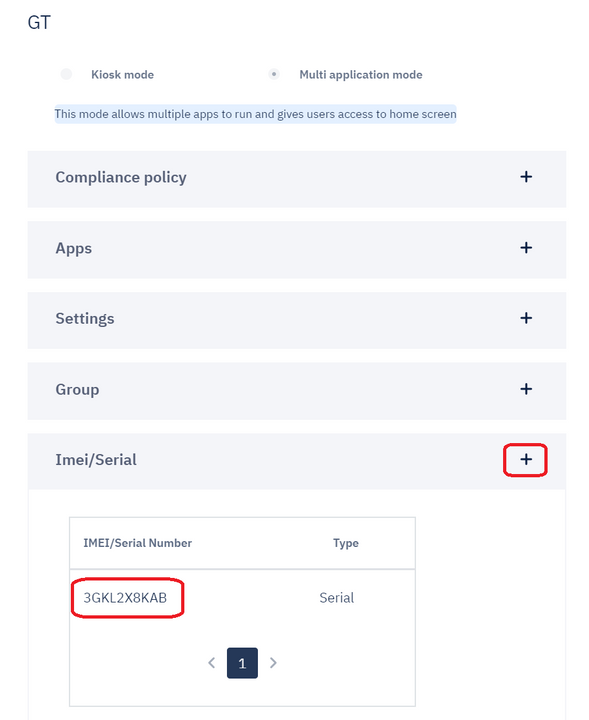 GT
Kiosk mode Multi application mode
This mode allows multiple apps to run and gives users access to home screen
Compliance policy +
Apps +
Settings +
Group +
Imei/Serial +
IMEI/Serial Number Type
3GKL2X8KAB Serial
< 1 >